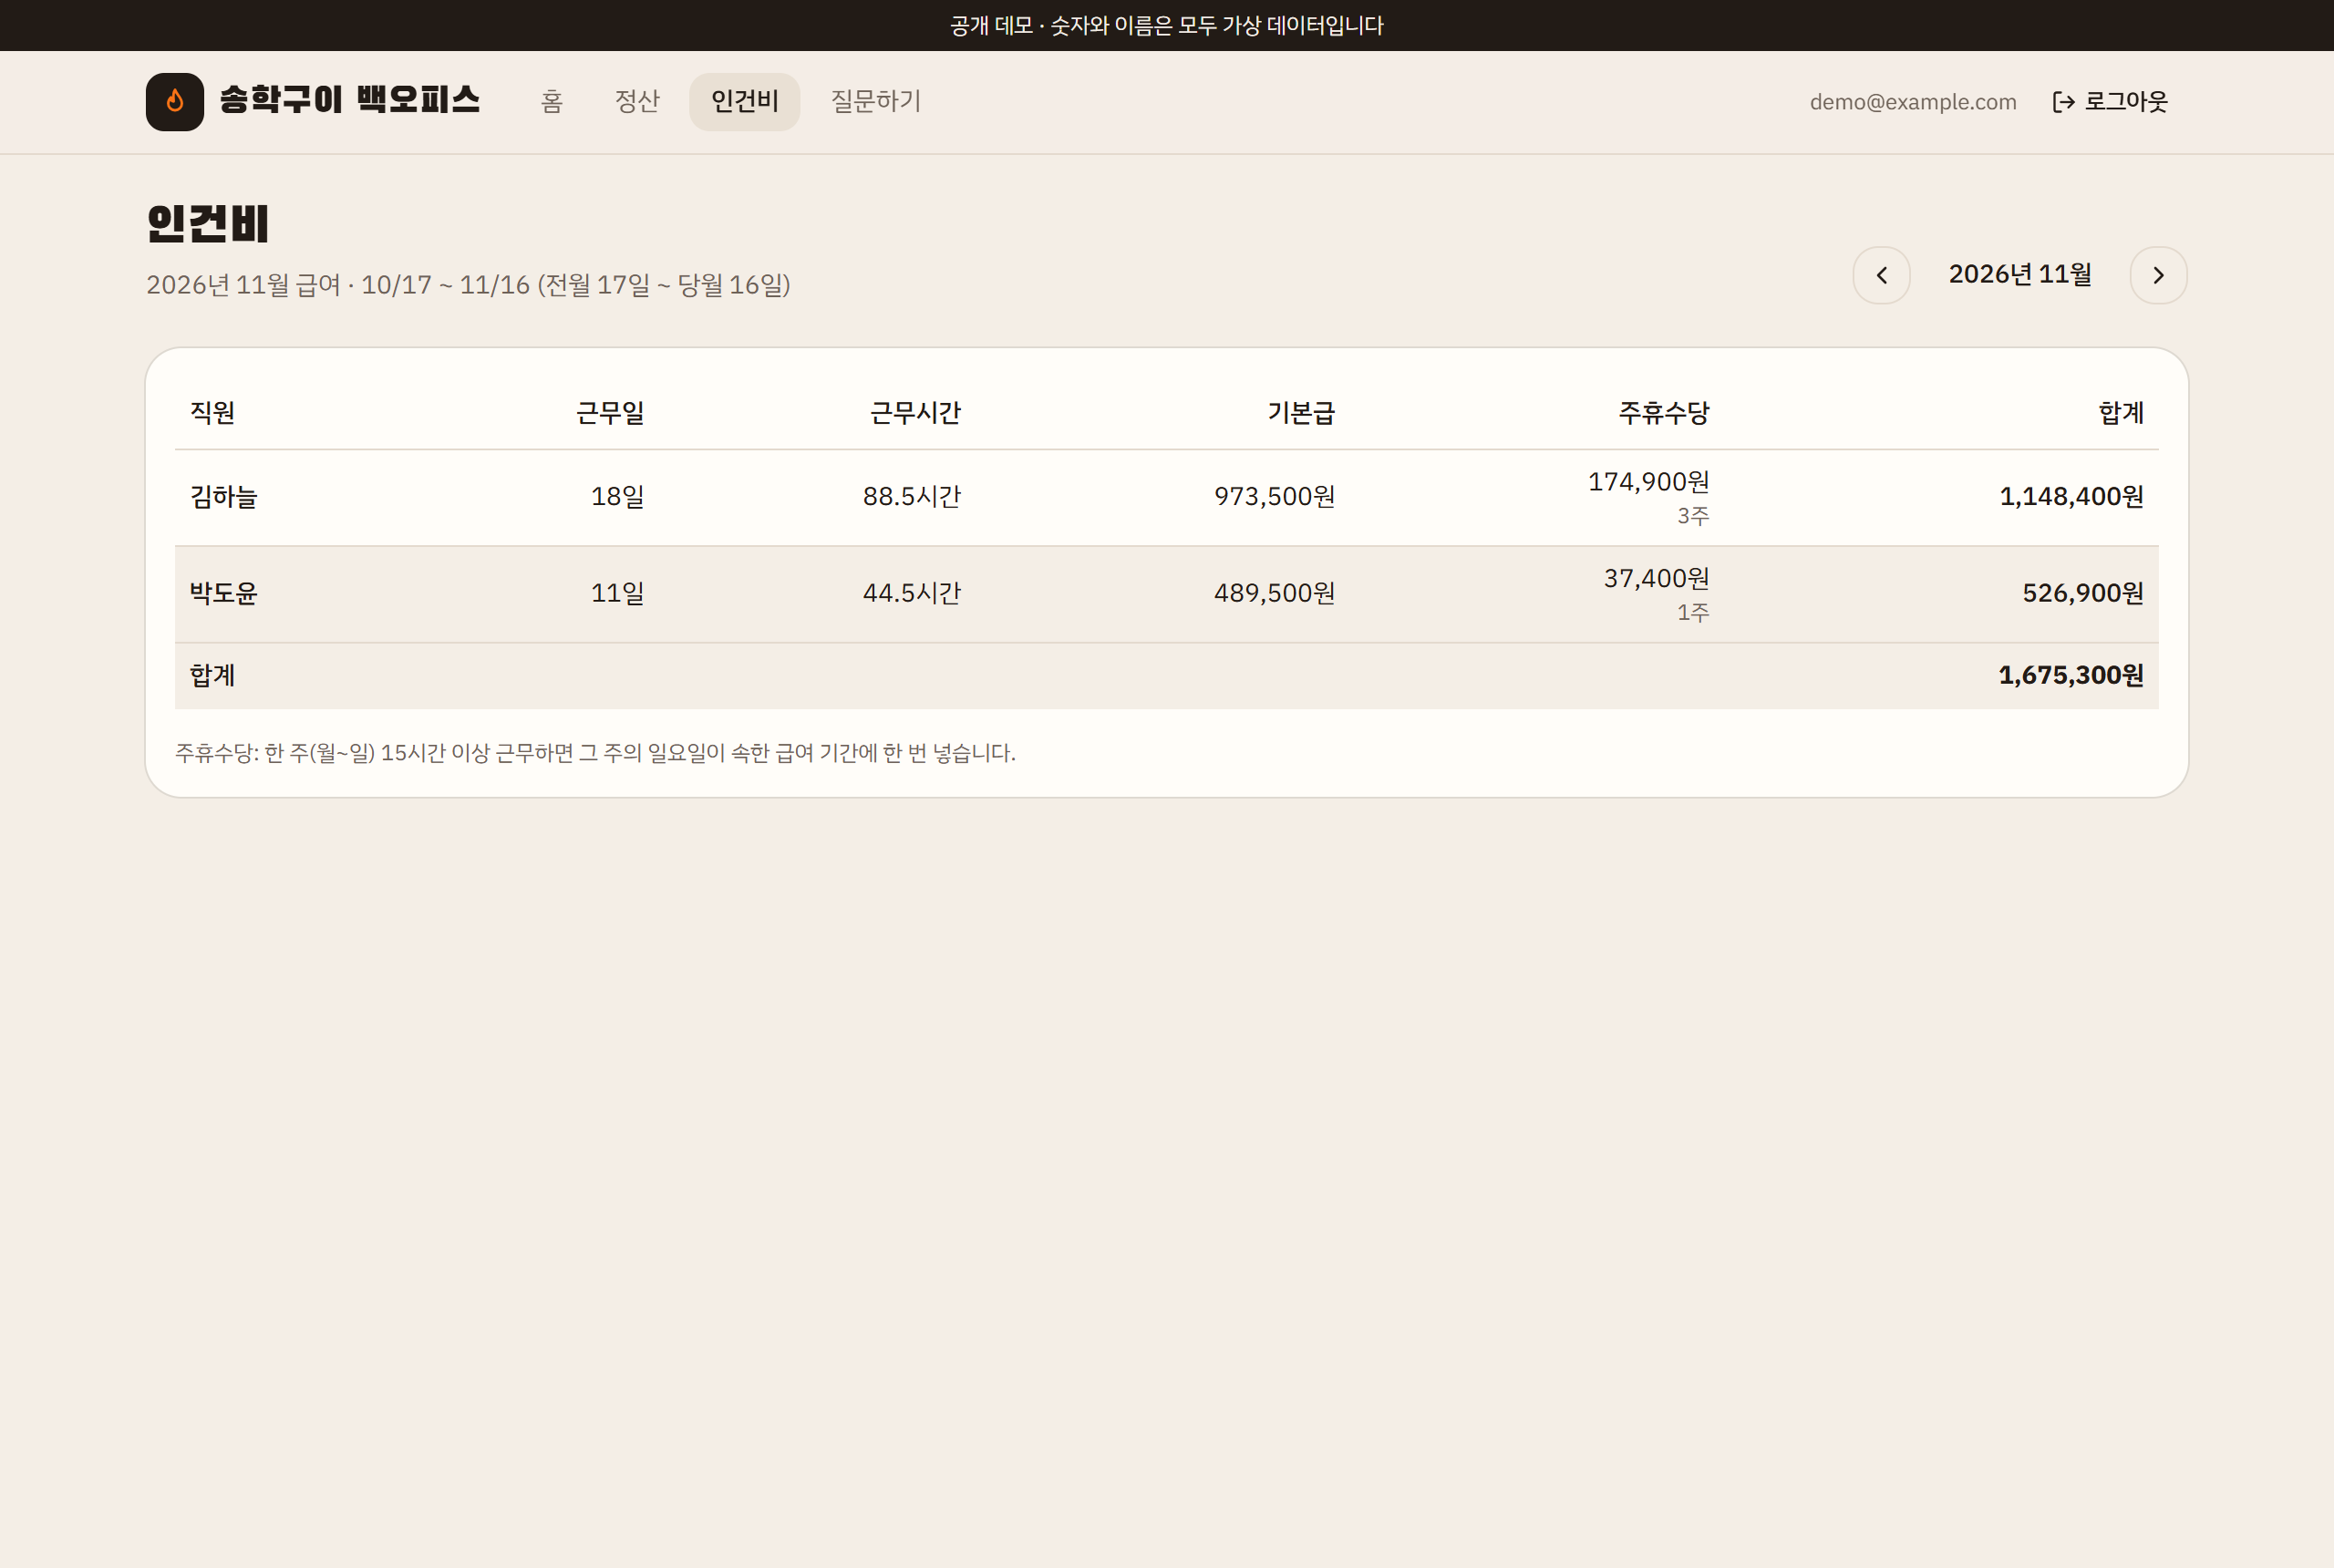 공개 데모 · 숫자와 이름은 모두 가상 데이터입니다
송학구이 백오피스 홈 정산 인건비 질문하기 demo@example.com 로그아웃
인건비
2026년 11월 급여 · 10/17 ~ 11/16 (전월 17일 ~ 당월 16일)
2026년 11월
직원 근무일 근무시간 기본급 주휴수당 합계
김하늘 18일 88.5시간 973,500원 174,900원 1,148,400원
3주
박도윤 11일 44.5시간 489,500원 37,400원 526,900원
1주
합계 1,675,300원
주휴수당: 한 주(월~일) 15시간 이상 근무하면 그 주의 일요일이 속한 급여 기간에 한 번 넣습니다.